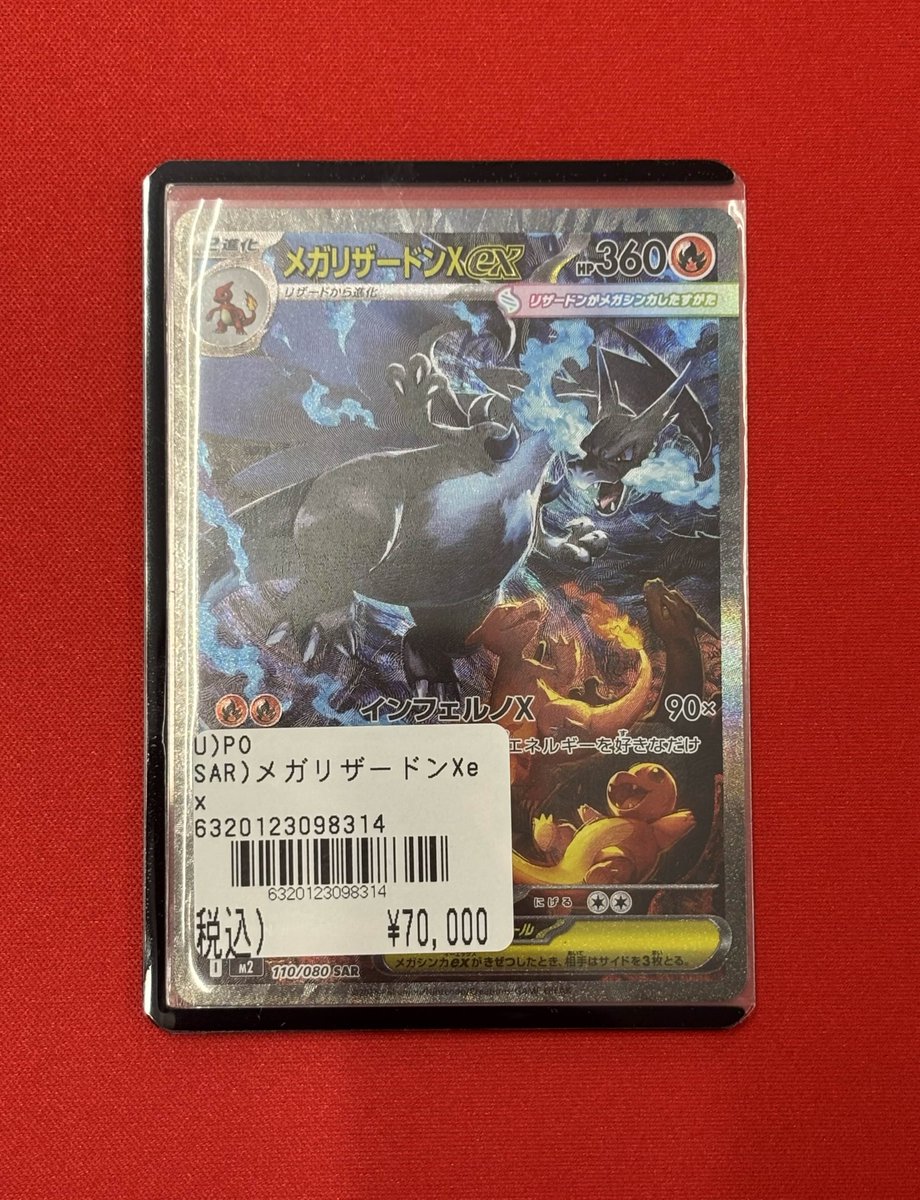 2進化
メガリザードンXex
HP360
リザードから進化
リザードンがメガシンカしたすがた
インフェルノX 90×
エネルギーを好きなだけ
U)PO
SAR)メガリザードンXe
x
6320123098314
6320123098314
税込) ¥70,000
にげる
ール
メガシンカexがきぜつしたとき、相手はサイドを3枚とる。
I M2 110/080 SAR